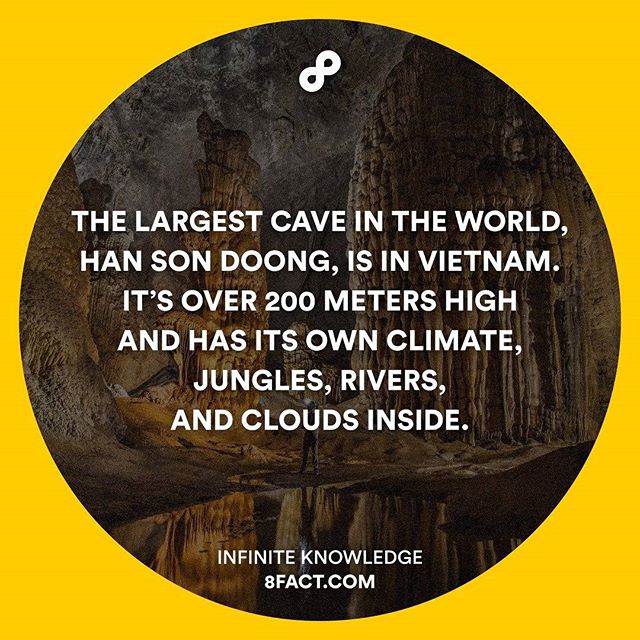 THE LARGEST CAVE IN THE WORLD,
HAN SON DOONG, IS IN VIETNAM.
IT'S OVER 200 METERS HIGH
AND HAS ITS OWN CLIMATE,
JUNGLES, RIVERS,
AND CLOUDS INSIDE.
INFINITE KNOWLEDGE
8FACT.COM